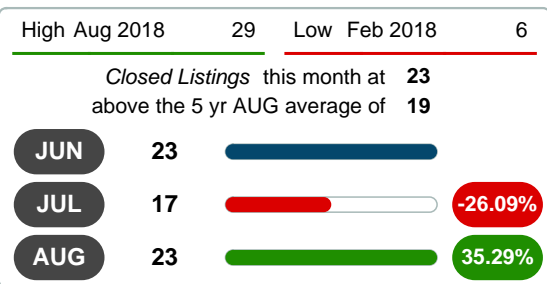 High Aug 2018 29 Low Feb 2018 6
Closed Listings this month at 23
above the 5 yr AUG average of 19
JUN 23
JUL 17 -26.09%
AUG 23 35.29%